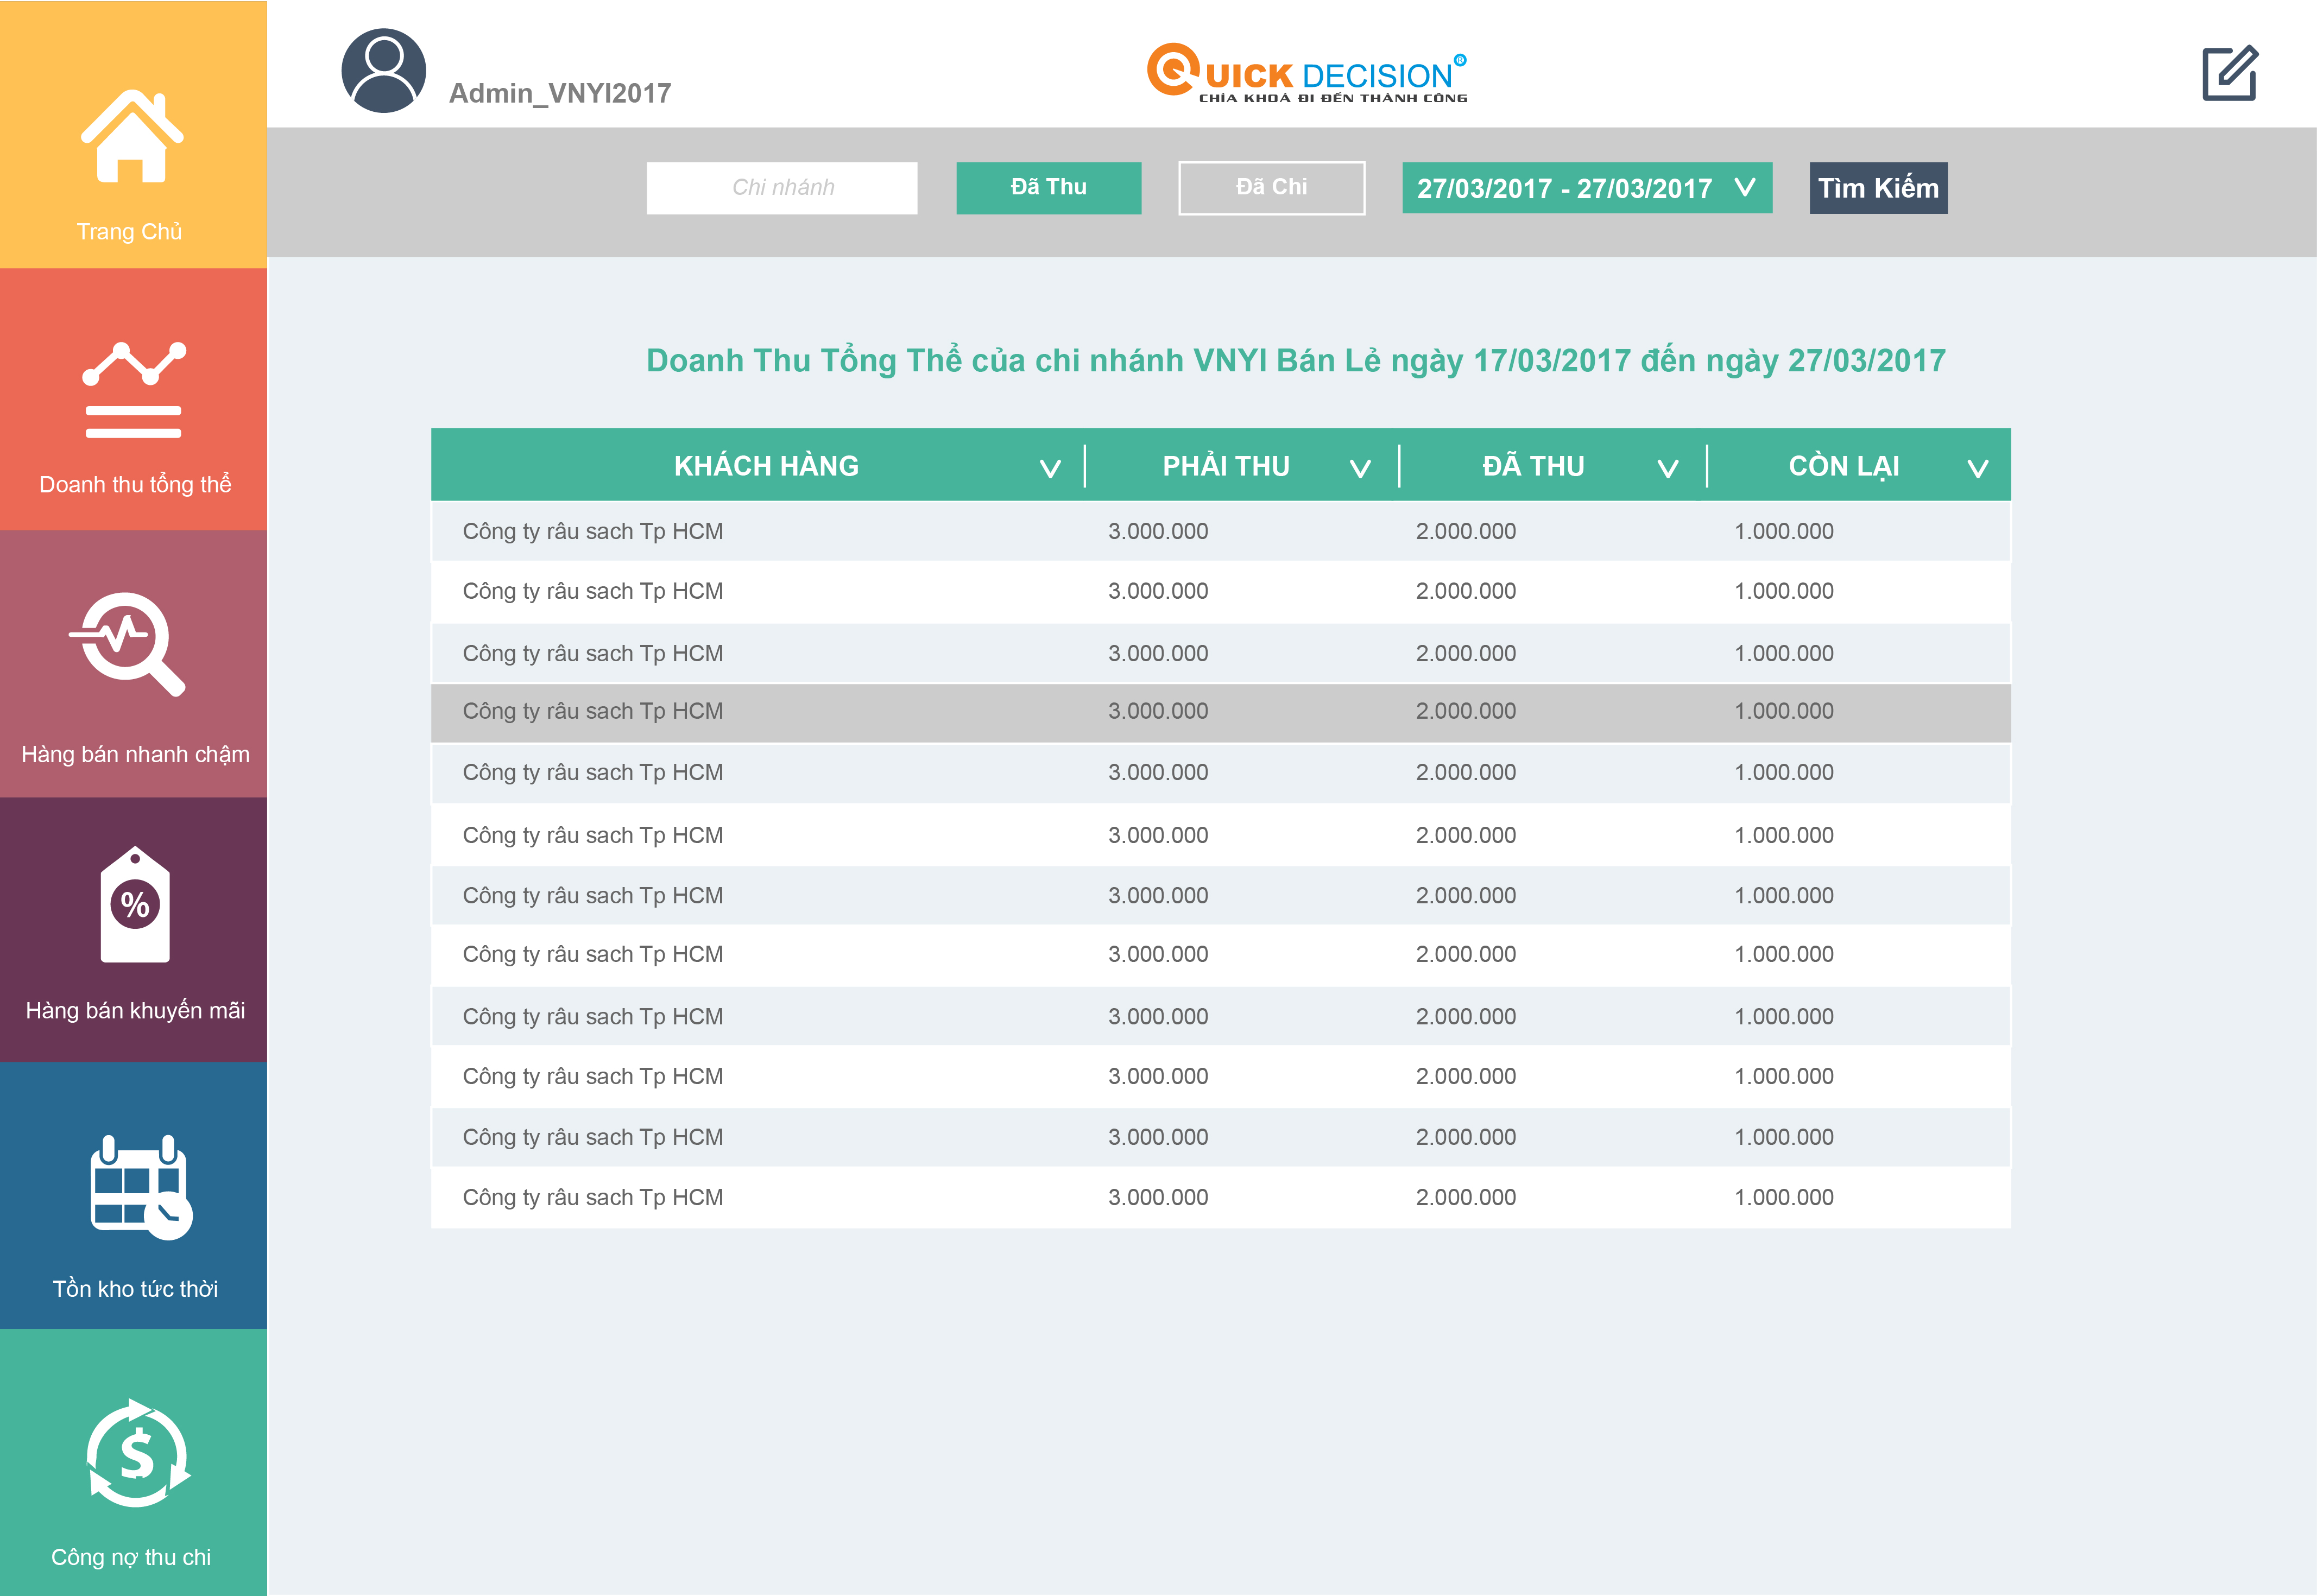 Admin_VNYI2017
QUICK DECISION®
CHÌA KHOÁ ĐI ĐẾN THÀNH CÔNG
Chi nhánh
Đã Thu
Đã Chi
27/03/2017 - 27/03/2017
Tìm Kiếm
Trang Chủ
Doanh thu tổng thể
Hàng bán nhanh chậm
%
Hàng bán khuyến mãi
Tồn kho tức thời
$
Công nợ thu chi
Doanh Thu Tổng Thể của chi nhánh VNYI Bán Lẻ ngày 17/03/2017 đến ngày 27/03/2017
KHÁCH HÀNG PHẢI THU ĐÃ THU CÒN LẠI
Công ty râu sach Tp HCM 3.000.000 2.000.000 1.000.000
Công ty râu sach Tp HCM 3.000.000 2.000.000 1.000.000
Công ty râu sach Tp HCM 3.000.000 2.000.000 1.000.000
Công ty râu sach Tp HCM 3.000.000 2.000.000 1.000.000
Công ty râu sach Tp HCM 3.000.000 2.000.000 1.000.000
Công ty râu sach Tp HCM 3.000.000 2.000.000 1.000.000
Công ty râu sach Tp HCM 3.000.000 2.000.000 1.000.000
Công ty râu sach Tp HCM 3.000.000 2.000.000 1.000.000
Công ty râu sach Tp HCM 3.000.000 2.000.000 1.000.000
Công ty râu sach Tp HCM 3.000.000 2.000.000 1.000.000
Công ty râu sach Tp HCM 3.000.000 2.000.000 1.000.000
Công ty râu sach Tp HCM 3.000.000 2.000.000 1.000.000